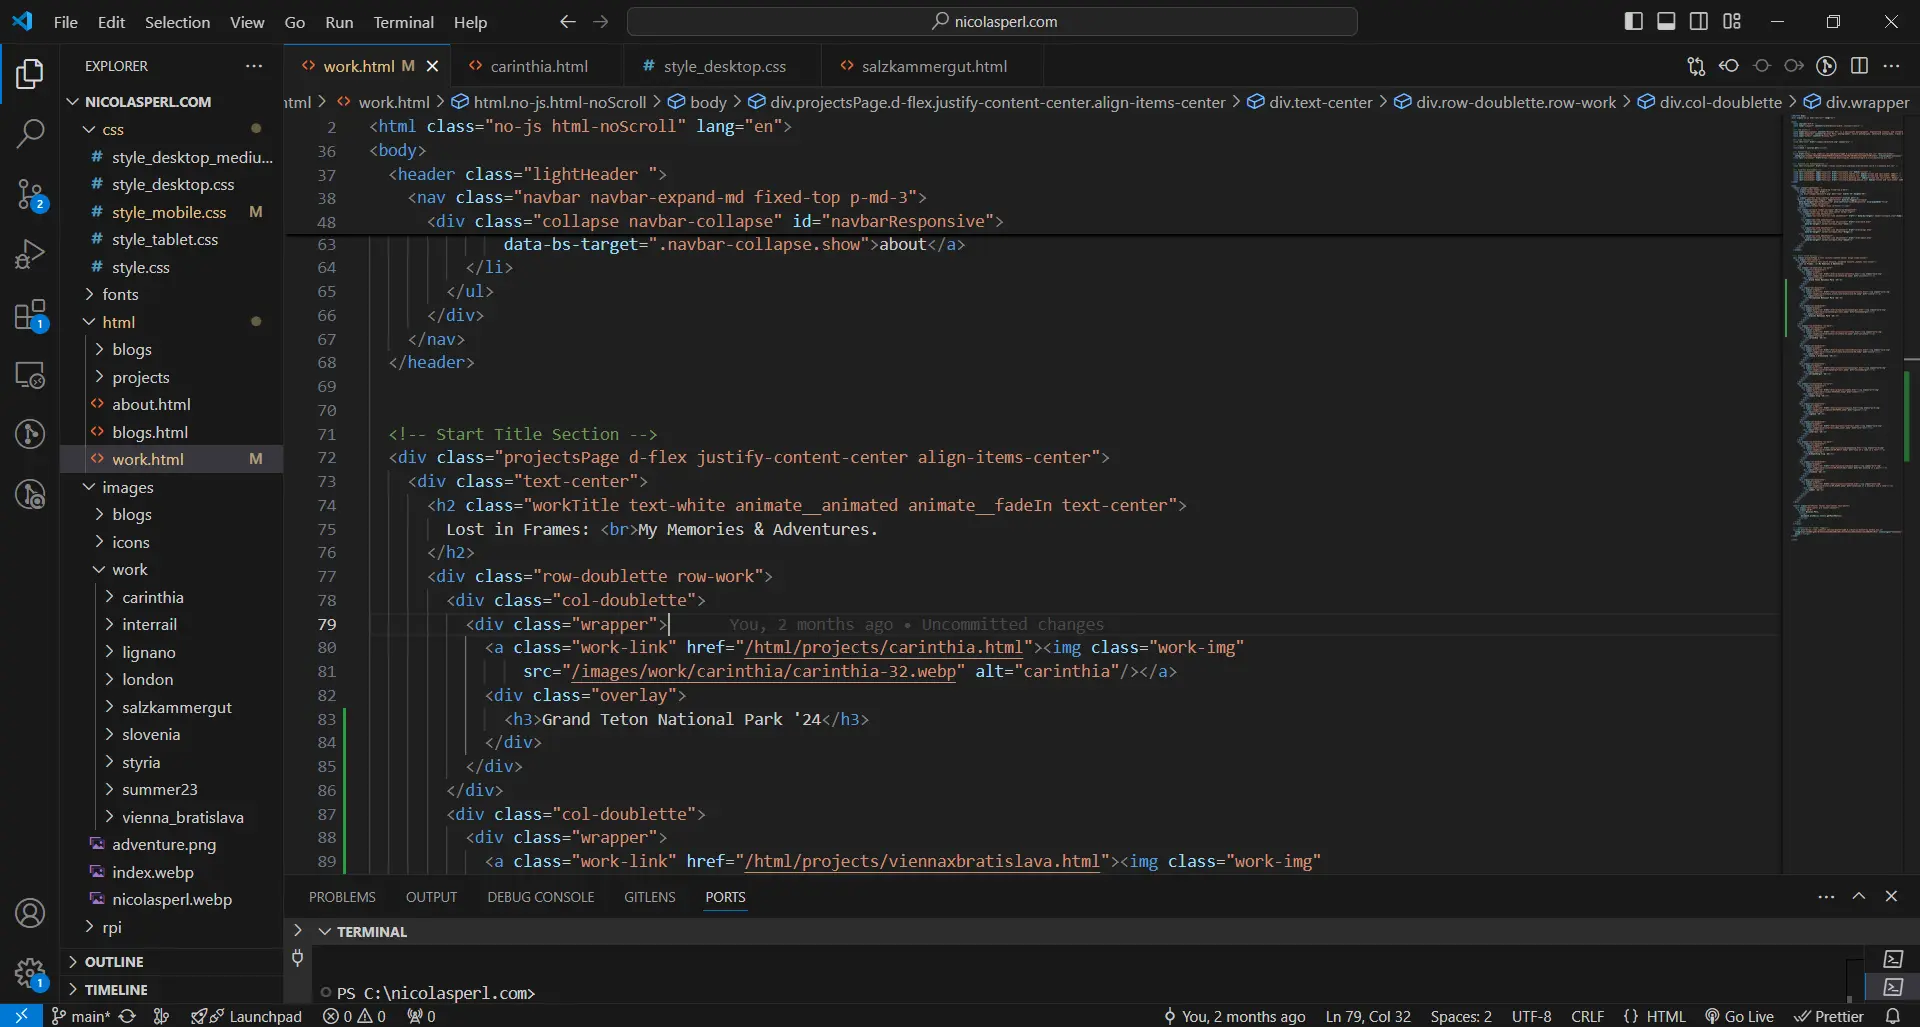 File Edit Selection View Go Run Terminal Help
nicolasperl.com
EXPLORER
NICOLASPERL.COM
css
style_desktop_mediu...
style_desktop.css
style_mobile.css M
style_tablet.css
style.css
fonts
html
blogs
projects
about.html
blogs.html
work.html M
images
blogs
icons
work
carinthia
interrail
lignano
london
salzkammergut
slovenia
styria
summer23
vienna_bratislava
adventure.png
index.webp
nicolasperl.webp
rpi
OUTLINE
TIMELINE
2
1
1
work.html M carinthia.html style_desktop.css salzkammergut.html
html > work.html > html.no-js.html-noScroll > body > div.projectsPage.d-flex.justify-content-center.align-items-center > div.text-center > div.row-doublette.row-work > div.col-doublette > div.wrapper
2 <html class="no-js html-noScroll" lang="en">
36 <body>
37 <header class="lightHeader ">
38 <nav class="navbar navbar-expand-md fixed-top p-md-3">
48 <div class="collapse navbar-collapse" id="navbarResponsive">
63 data-bs-target=".navbar-collapse.show">about</a>
64 </li>
65 </ul>
66 </div>
67 </nav>
68 </header>
69
70
71 <!-- Start Title Section -->
72 <div class="projectsPage d-flex justify-content-center align-items-center">
73 <div class="text-center">
74 <h2 class="workTitle text-white animate__animated animate__fadeIn text-center">
75 Lost in Frames: <br>My Memories & Adventures.
76 </h2>
77 <div class="row-doublette row-work">
78 <div class="col-doublette">
79 <div class="wrapper"> You, 2 months ago • Uncommitted changes
80 <a class="work-link" href="/html/projects/carinthia.html"><img class="work-img"
81 src="/images/work/carinthia/carinthia-32.webp" alt="carinthia"/></a>
82 <div class="overlay">
83 <h3>Grand Teton National Park '24</h3>
84 </div>
85 </div>
86 </div>
87 <div class="col-doublette">
88 <div class="wrapper">
89 <a class="work-link" href="/html/projects/viennaxbratislava.html"><img class="work-img"
PROBLEMS OUTPUT DEBUG CONSOLE GITLENS PORTS
TERMINAL
PS C:\nicolasperl.com>
main* Launchpad 0 0 0 You, 2 months ago Ln 79, Col 32 Spaces: 2 UTF-8 CRLF {} HTML Go Live Prettier